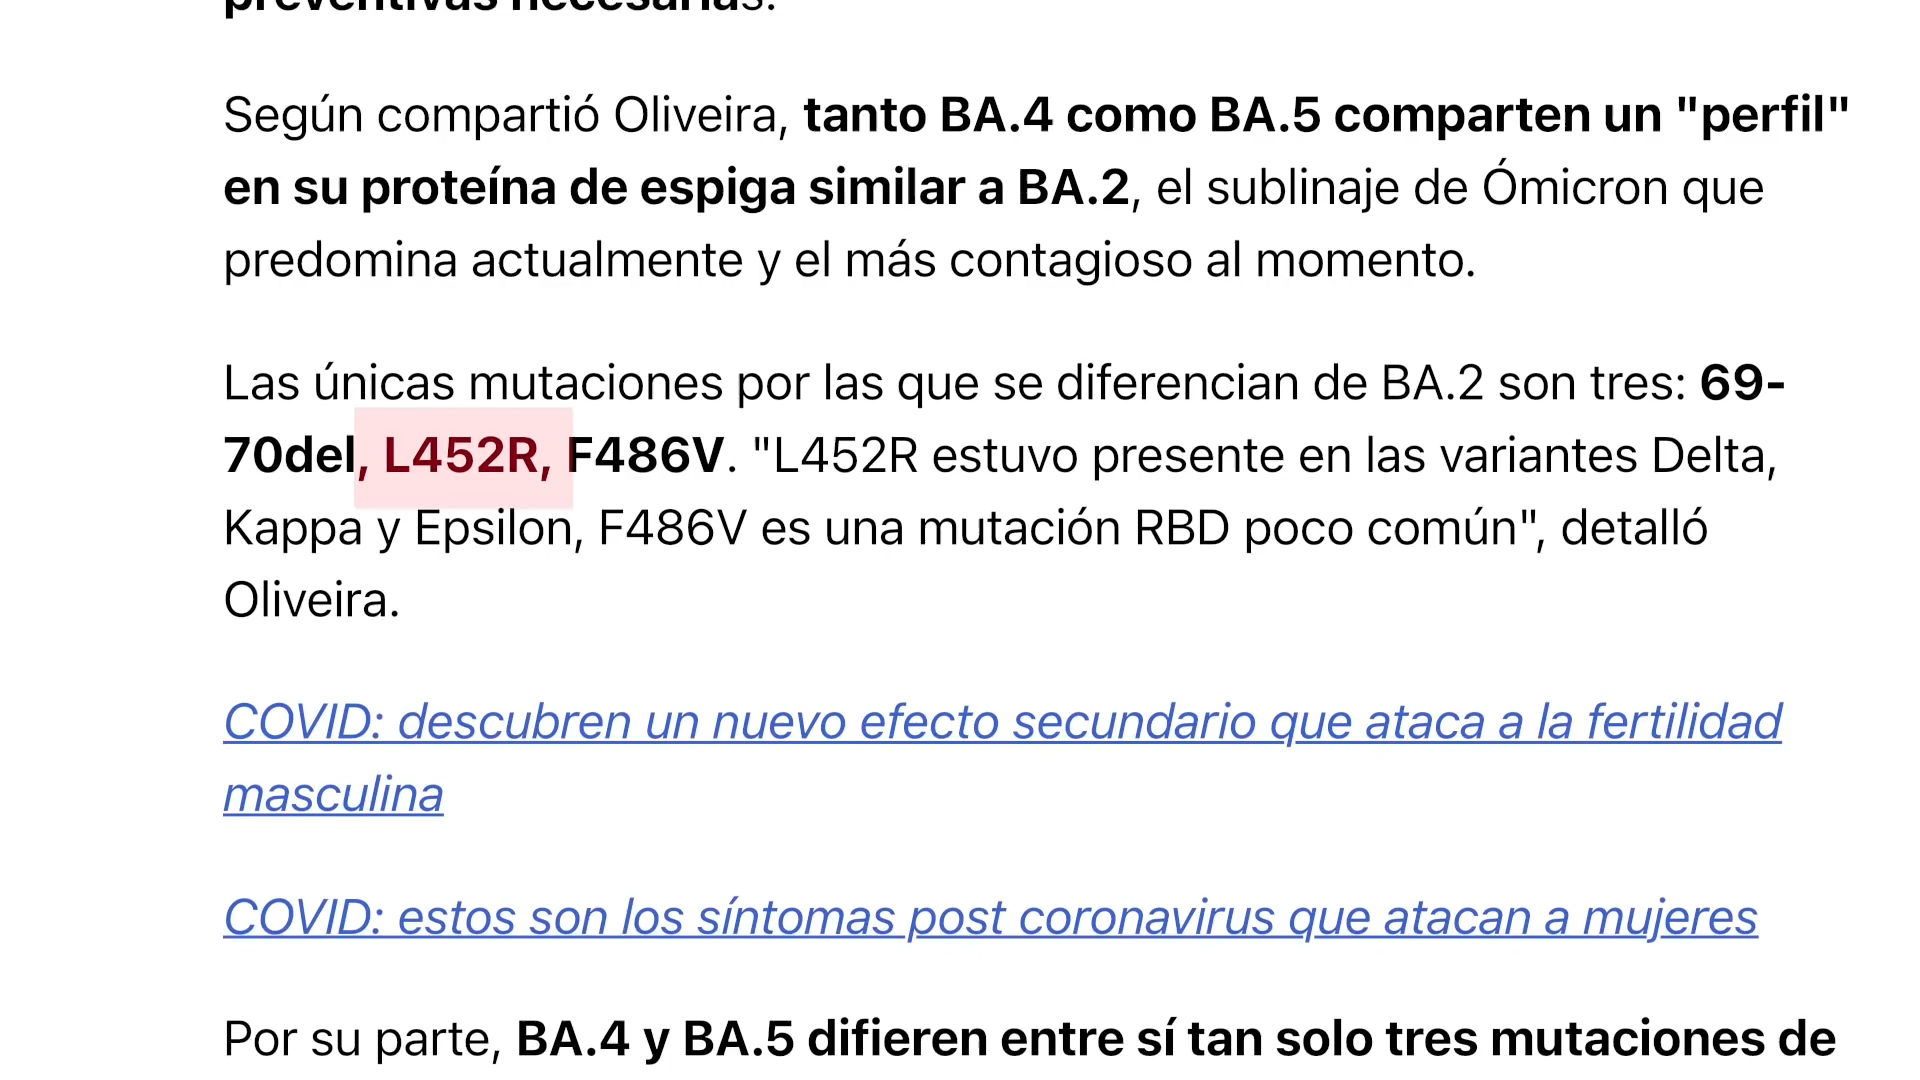 preventivas necesarias.
Según compartió Oliveira, tanto BA.4 como BA.5 comparten un "perfil"
en su proteína de espiga similar a BA.2, el sublinaje de Ómicron que
predomina actualmente y el más contagioso al momento.
Las únicas mutaciones por las que se diferencian de BA.2 son tres: 69-
70del, L452R, F486V. "L452R estuvo presente en las variantes Delta,
Kappa y Epsilon, F486V es una mutación RBD poco común", detalló
Oliveira.
COVID: descubren un nuevo efecto secundario que ataca a la fertilidad
masculina
COVID: estos son los síntomas post coronavirus que atacan a mujeres
Por su parte, BA.4 y BA.5 difieren entre sí tan solo tres mutaciones de